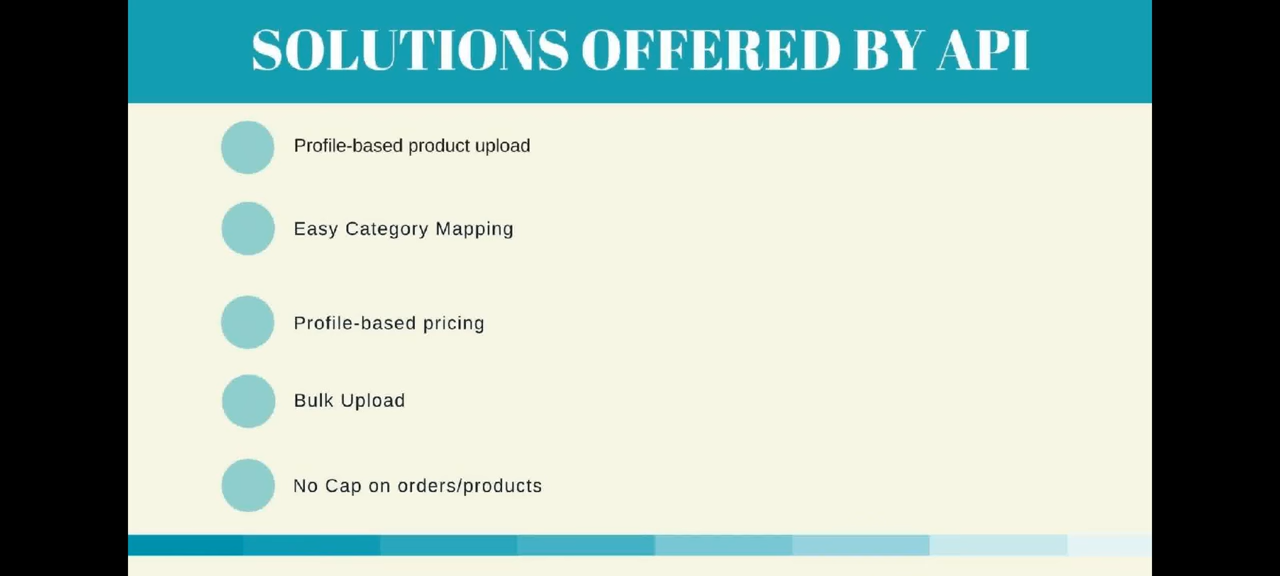 SOLUTIONS OFFERED BY API
Profile-based product upload
Easy Category Mapping
Profile-based pricing
Bulk Upload
No Cap on orders/products